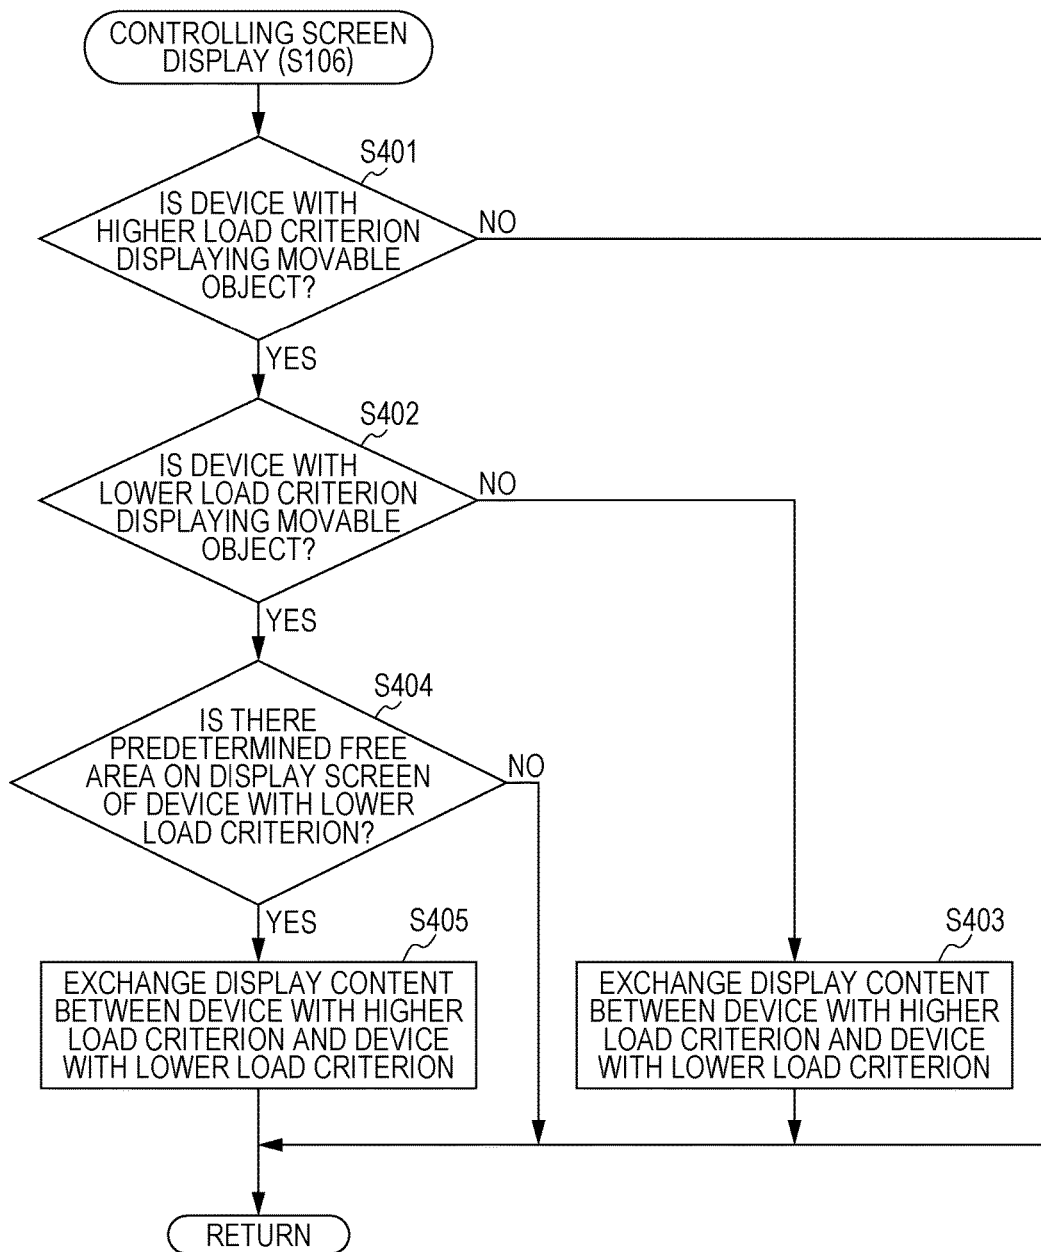 CONTROLLING SCREEN
DISPLAY (S106)
S401
IS DEVICE WITH
HIGHER LOAD CRITERION
DISPLAYING MOVABLE
OBJECT?
NO
YES
S402
IS DEVICE WITH
LOWER LOAD CRITERION
DISPLAYING MOVABLE
OBJECT?
NO
YES
S404
IS THERE
PREDETERMINED FREE
AREA ON DISPLAY SCREEN
OF DEVICE WITH LOWER
LOAD CRITERION?
NO
YES
S405
EXCHANGE DISPLAY CONTENT
BETWEEN DEVICE WITH HIGHER
LOAD CRITERION AND DEVICE
WITH LOWER LOAD CRITERION
S403
EXCHANGE DISPLAY CONTENT
BETWEEN DEVICE WITH HIGHER
LOAD CRITERION AND DEVICE
WITH LOWER LOAD CRITERION
RETURN